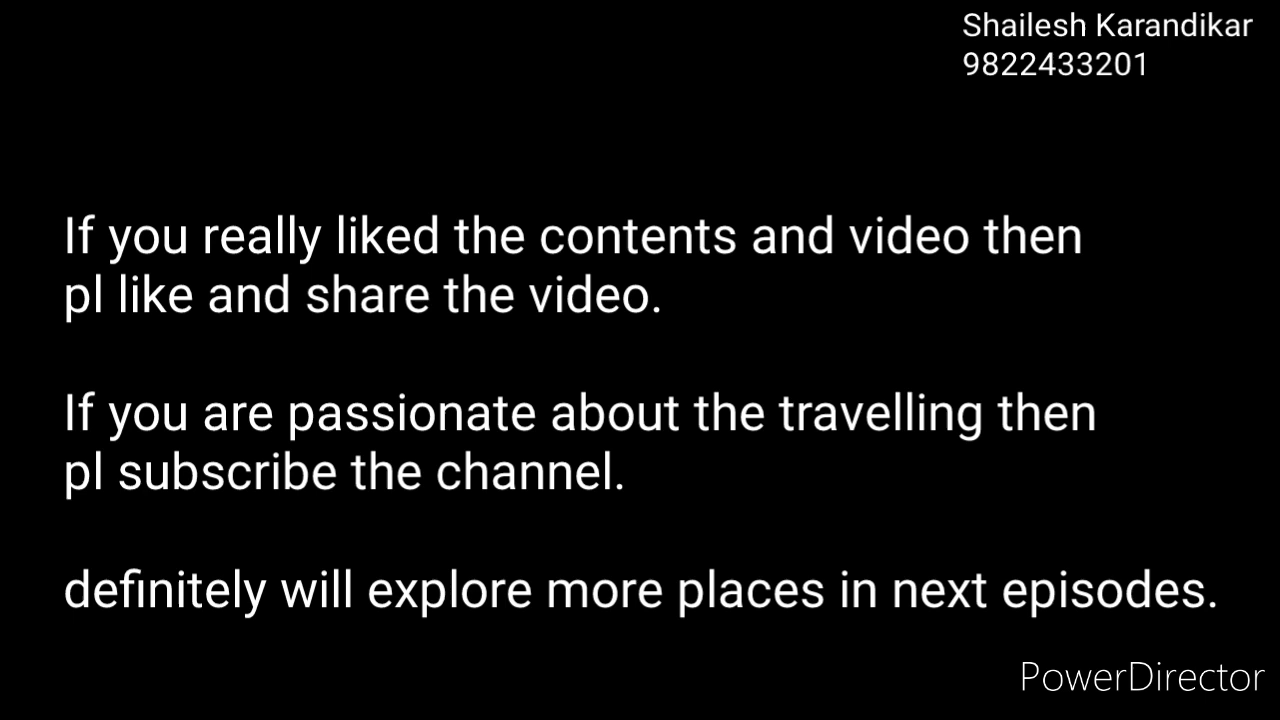 Shailesh Karandikar
9822433201
If you really liked the contents and video then
pl like and share the video.
If you are passionate about the travelling then
pl subscribe the channel.
definitely will explore more places in next episodes.
PowerDirector